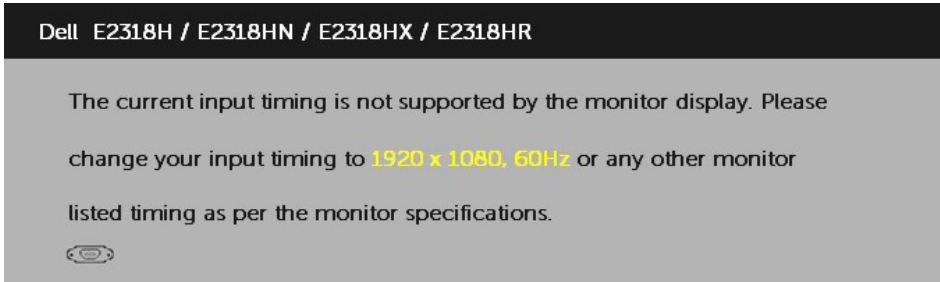 Dell E2318H / E2318HN / E2318HX / E2318HR
The current input timing is not supported by the monitor display. Please
change your input timing to 1920 x 1080, 60Hz or any other monitor
listed timing as per the monitor specifications.